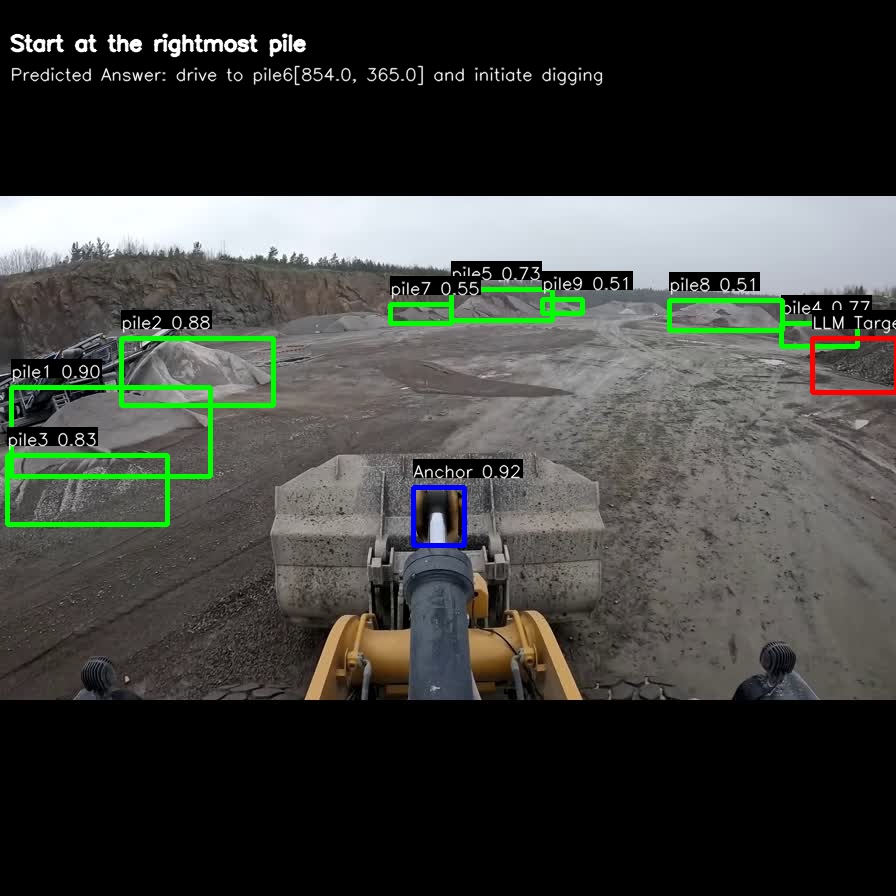 Start at the rightmost pile
Predicted Answer: drive to pile6[854.0, 365.0] and initiate digging
pile5 0.73
pile7 0.55
pile9 0.51
pile8 0.51
pile4 0.77
LLM Targe
pile2 0.88
pile1 0.90
pile3 0.83
Anchor 0.92